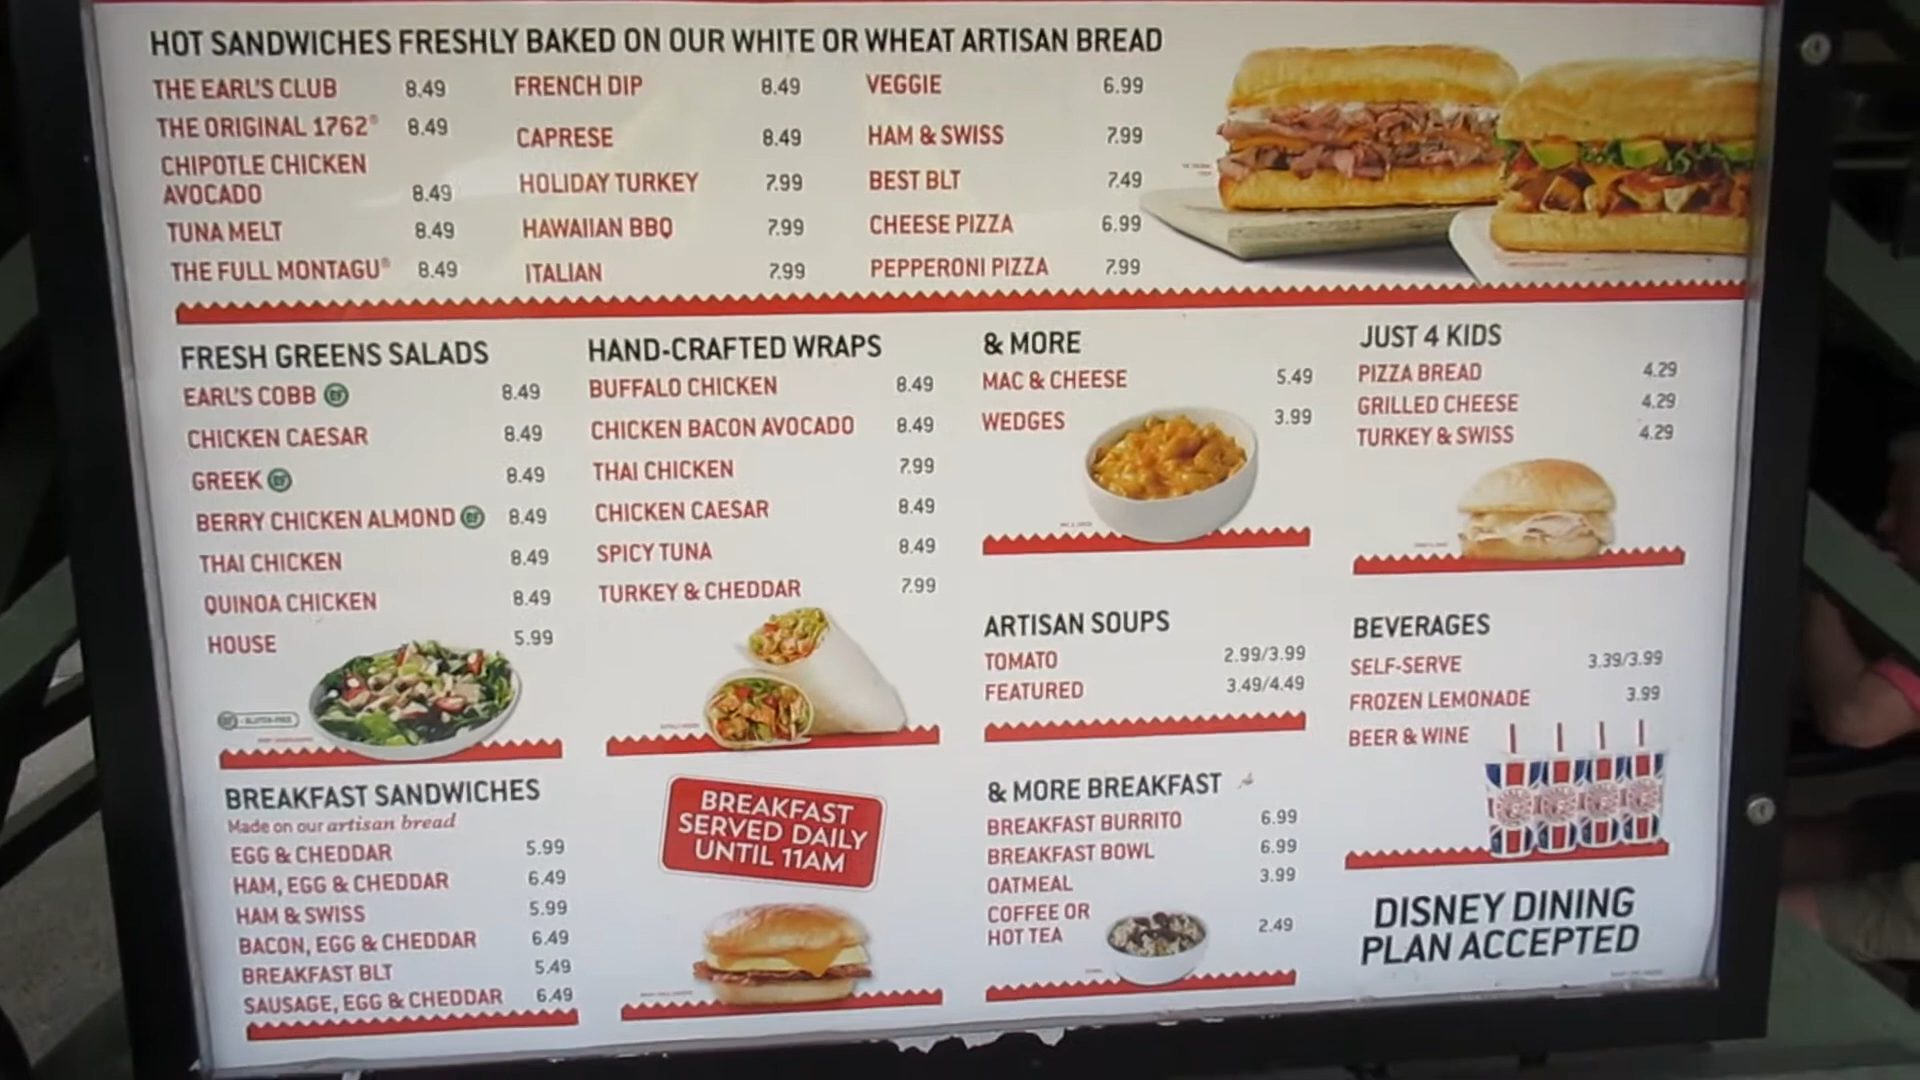 HOT SANDWICHES FRESHLY BAKED ON OUR WHITE OR WHEAT ARTISAN BREAD
THE EARL'S CLUB 8.49
THE ORIGINAL 1762® 8.49
CHIPOTLE CHICKEN
AVOCADO 8.49
TUNA MELT 8.49
THE FULL MONTAGU® 8.49
FRENCH DIP 8.49
CAPRESE 8.49
HOLIDAY TURKEY 7.99
HAWAIIAN BBQ 7.99
ITALIAN 7.99
VEGGIE 6.99
HAM & SWISS 7.99
BEST BLT 7.49
CHEESE PIZZA 6.99
PEPPERONI PIZZA 7.99
FRESH GREENS SALADS
EARL'S COBB GF 8.49
CHICKEN CAESAR 8.49
GREEK GF 8.49
BERRY CHICKEN ALMOND GF 8.49
THAI CHICKEN 8.49
QUINOA CHICKEN 8.49
HOUSE 5.99
GF - GLUTEN-FREE
HAND-CRAFTED WRAPS
BUFFALO CHICKEN 8.49
CHICKEN BACON AVOCADO 8.49
THAI CHICKEN 7.99
CHICKEN CAESAR 8.49
SPICY TUNA 8.49
TURKEY & CHEDDAR 7.99
& MORE
MAC & CHEESE 5.49
WEDGES 3.99
JUST 4 KIDS
PIZZA BREAD 4.29
GRILLED CHEESE 4.29
TURKEY & SWISS 4.29
ARTISAN SOUPS
TOMATO 2.99/3.99
FEATURED 3.49/4.49
BEVERAGES
SELF-SERVE 3.39/3.99
FROZEN LEMONADE 3.99
BEER & WINE
BREAKFAST SANDWICHES
Made on our artisan bread
EGG & CHEDDAR 5.99
HAM, EGG & CHEDDAR 6.49
HAM & SWISS 5.99
BACON, EGG & CHEDDAR 6.49
BREAKFAST BLT 5.49
SAUSAGE, EGG & CHEDDAR 6.49
BREAKFAST
SERVED DAILY
UNTIL 11AM
& MORE BREAKFAST
BREAKFAST BURRITO 6.99
BREAKFAST BOWL 6.99
OATMEAL 3.99
COFFEE OR
HOT TEA 2.49
DISNEY DINING
PLAN ACCEPTED